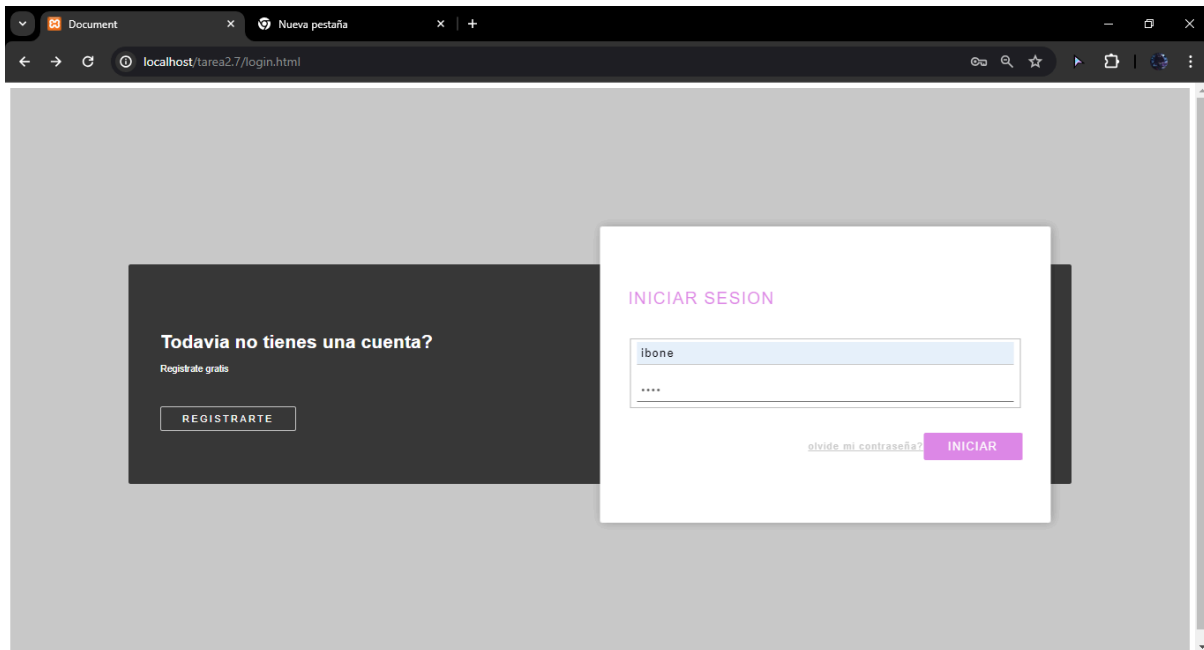 Document
Nueva pestaña
localhost/tarea2.7/login.html
Todavia no tienes una cuenta?
Registrate gratis
REGISTRARTE
INICIAR SESION
ibone
····
olvide mi contraseña?
INICIAR